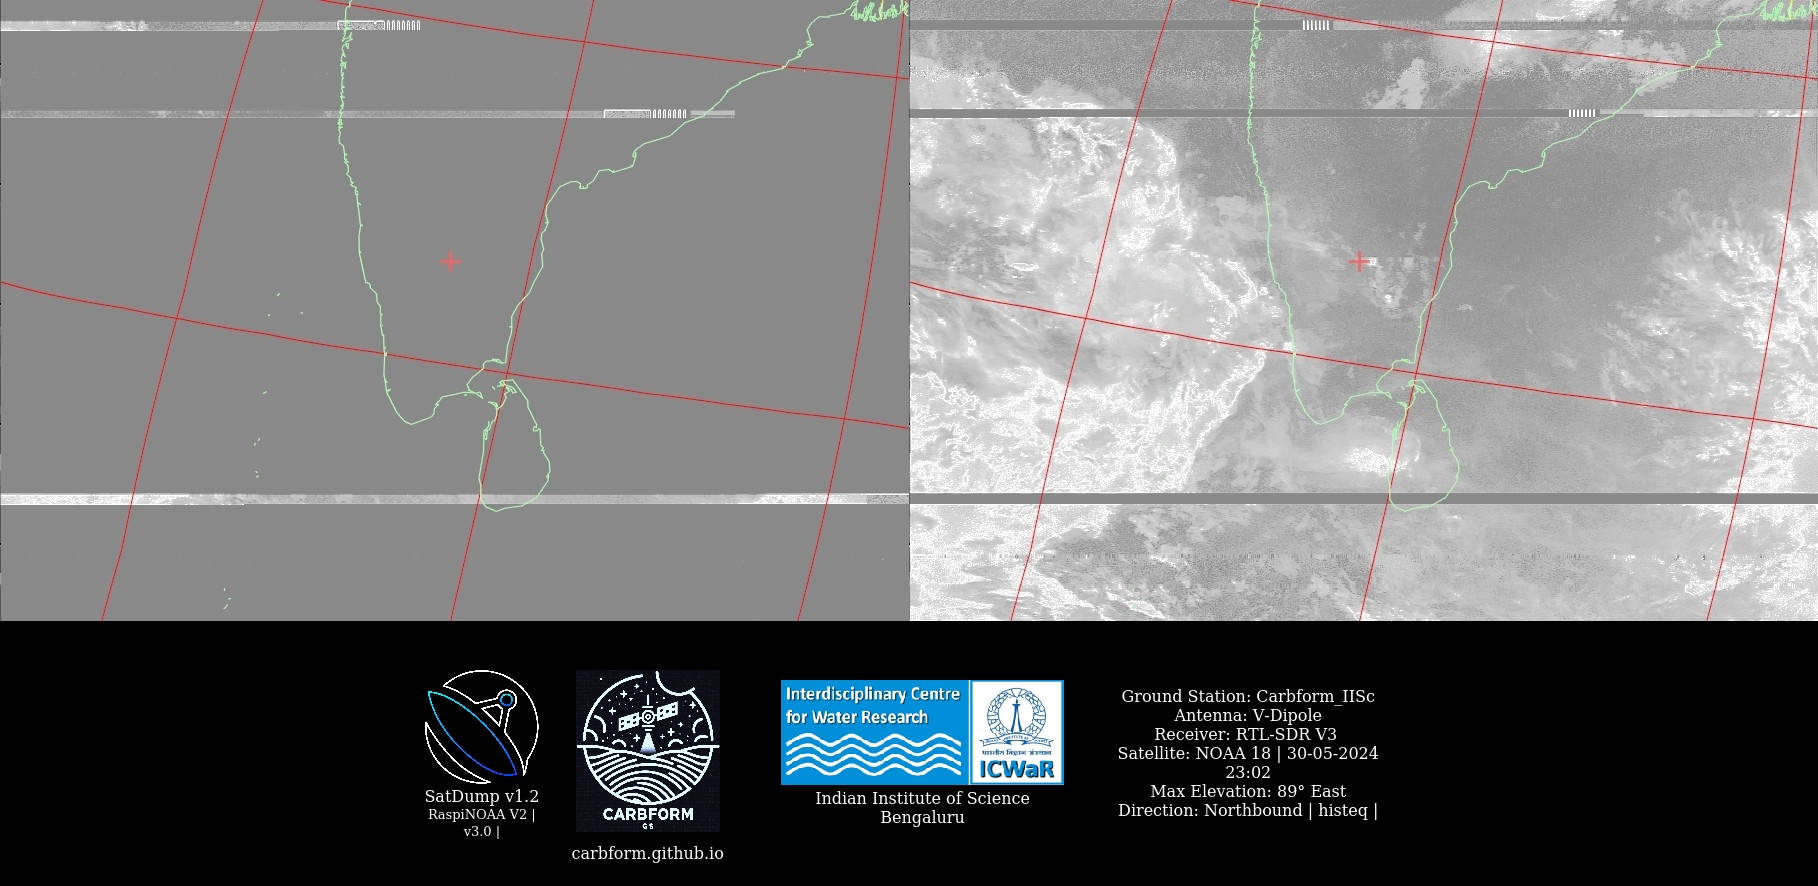 SatDump v1.2
RaspiNOAA V2 |
v3.0 |
CARBFORM
GS
carbform.github.io
Interdisciplinary Centre
for Water Research
भारतीय विज्ञान संस्थान
ICWaR
Indian Institute of Science
Bengaluru
Ground Station: Carbform_IISc
Antenna: V-Dipole
Receiver: RTL-SDR V3
Satellite: NOAA 18 | 30-05-2024
23:02
Max Elevation: 89° East
Direction: Northbound | histeq |